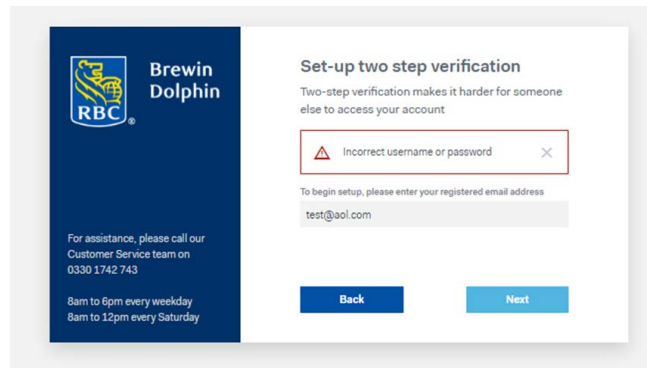 RBC
®
Brewin
Dolphin
For assistance, please call our
Customer Service team on
0330 1742 743
8am to 6pm every weekday
8am to 12pm every Saturday
Set-up two step verification
Two-step verification makes it harder for someone
else to access your account
Incorrect username or password
To begin setup, please enter your registered email address
test@aol.com
Back
Next